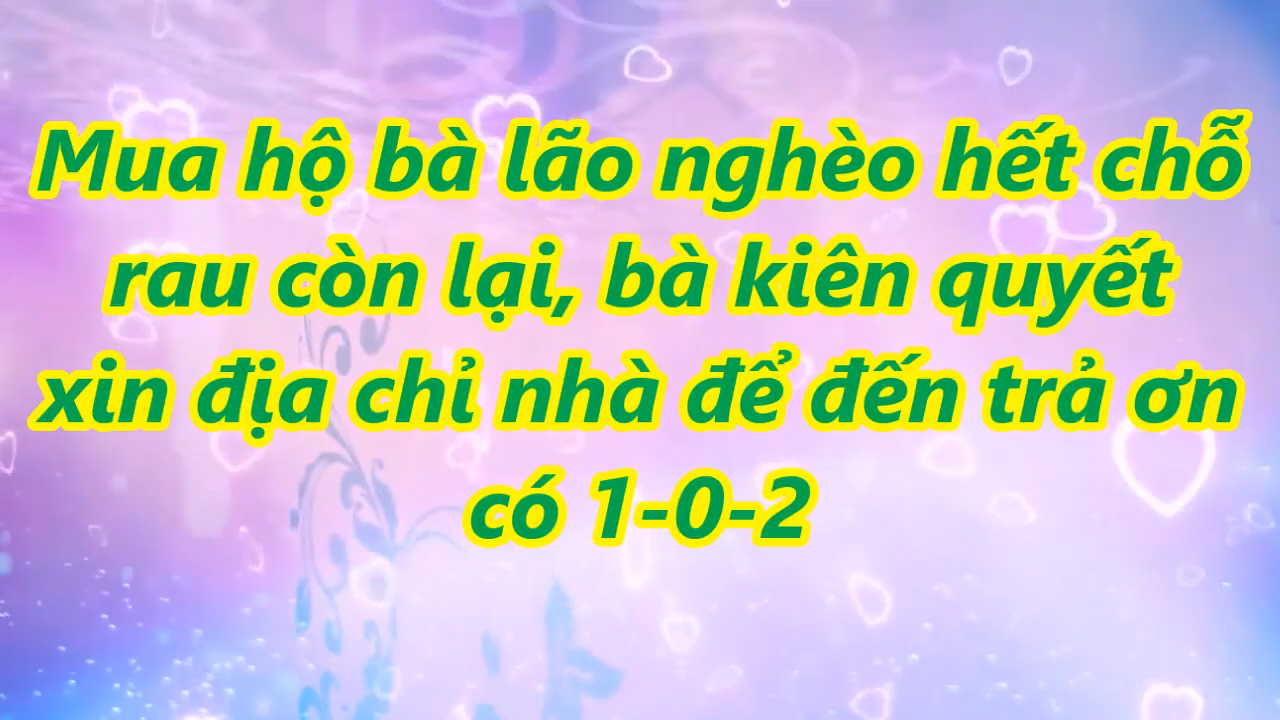 Mua hộ bà lão nghèo hết chỗ
rau còn lại, bà kiên quyết
xin địa chỉ nhà để đến trả ơn
có 1-0-2